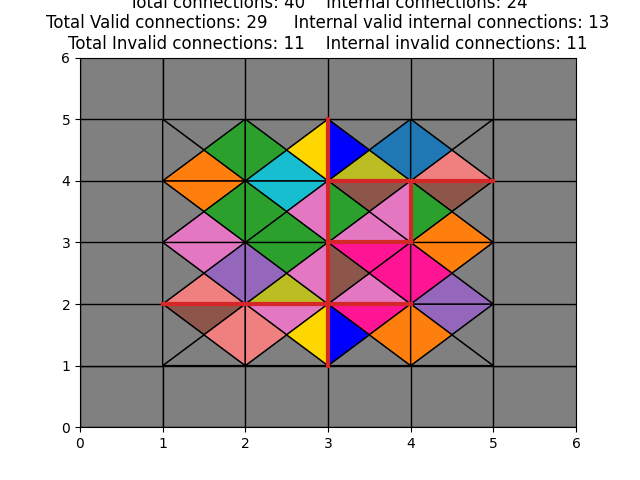 Total connections: 40    Internal connections: 24
Total Valid connections: 29     Internal valid internal connections: 13
Total Invalid connections: 11    Internal invalid connections: 11
6
5
4
3
2
1
0
0 1 2 3 4 5 6